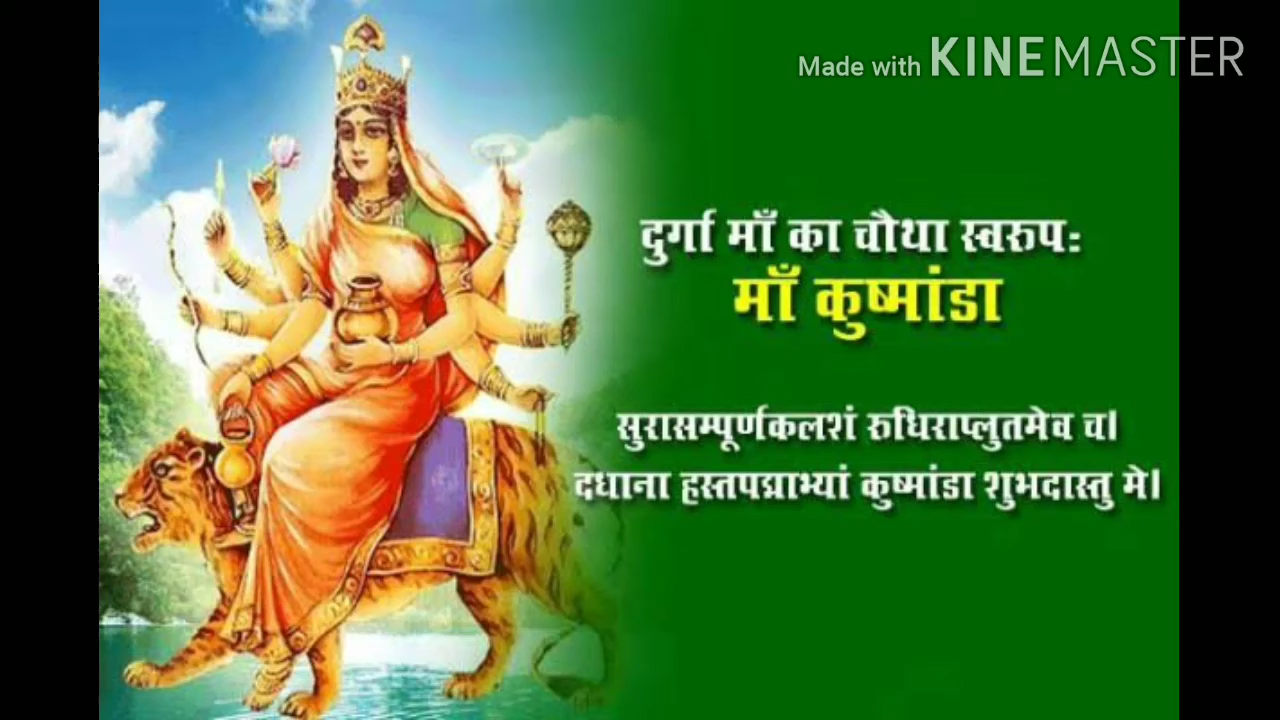 Made with KINEMASTER
दुर्गा माँ का चौथा स्वरुप:
माँ कुष्मांडा
सुरासम्पूर्णकलशं रुधिराप्लुतमेव च।
दधाना हस्तपद्माभ्यां कुष्मांडा शुभदास्तु मे।